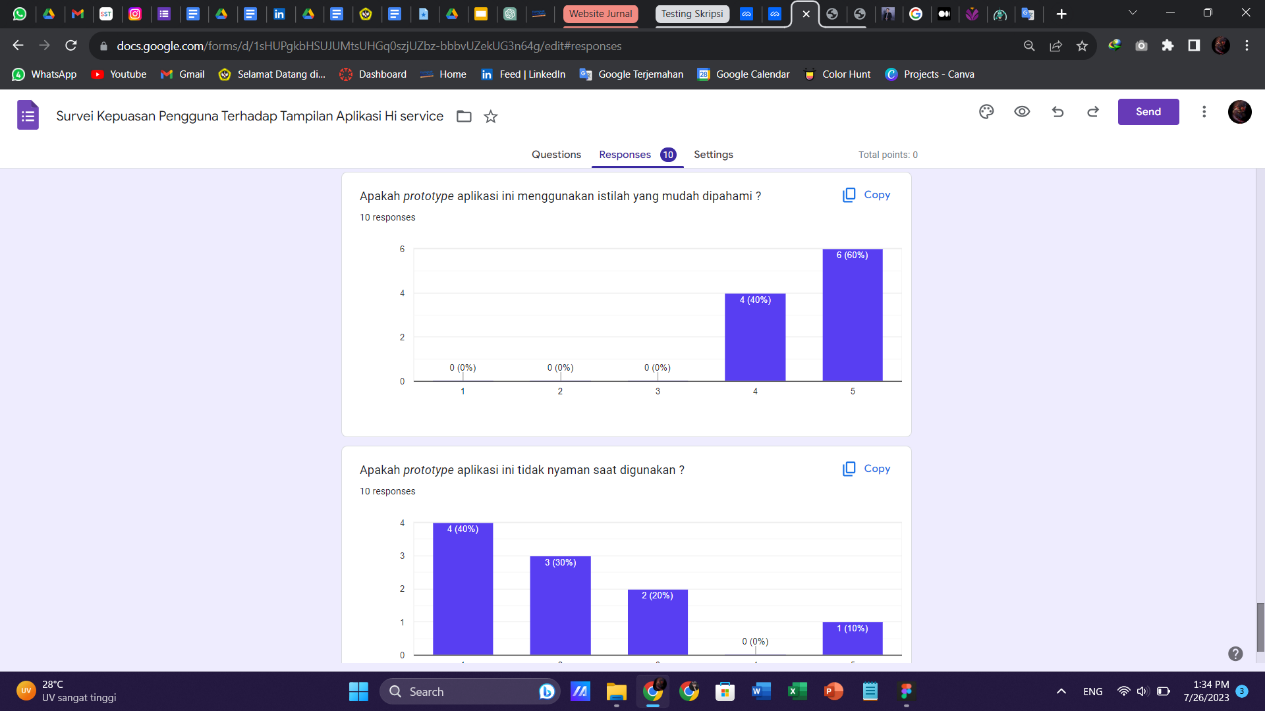 SST
Website Jurnal
Testing Skripsi
docs.google.com/forms/d/1sHUPgkbHSUJUMtsUHGq0szjUZbz-bbbvUZekUG3n64g/edit#responses
4 WhatsApp
Youtube
Gmail
Selamat Datang di...
Dashboard
Home
in Feed | LinkedIn
Google Terjemahan
28 Google Calendar
Color Hunt
Projects - Canva
Survei Kepuasan Pengguna Terhadap Tampilan Aplikasi Hi service
Send
Questions
Responses 10
Settings
Total points: 0
Apakah prototype aplikasi ini menggunakan istilah yang mudah dipahami ?
Copy
10 responses
6
4
2
0
0 (0%)
0 (0%)
0 (0%)
4 (40%)
6 (60%)
1
2
3
4
5
Apakah prototype aplikasi ini tidak nyaman saat digunakan ?
Copy
10 responses
4
3
2
1
0
4 (40%)
3 (30%)
2 (20%)
0 (0%)
1 (10%)
UV
28°C
UV sangat tinggi
Search
ENG
1:34 PM
7/26/2023
3